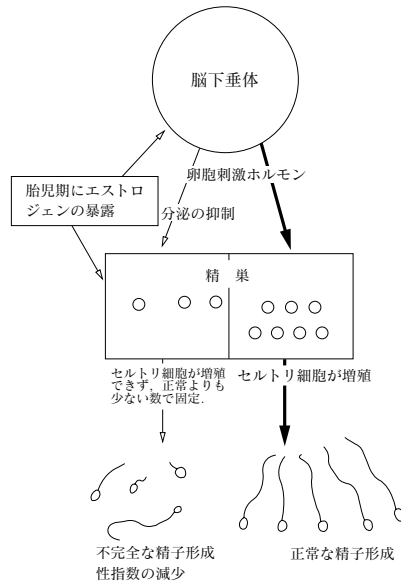 脳下垂体
卵胞刺激ホルモン
胎児期にエストロ
ジェンの暴露
分泌の抑制
精　巣
セルトリ細胞が増殖
できず，正常よりも
少ない数で固定.
セルトリ細胞が増殖
不完全な精子形成
性指数の減少
正常な精子形成